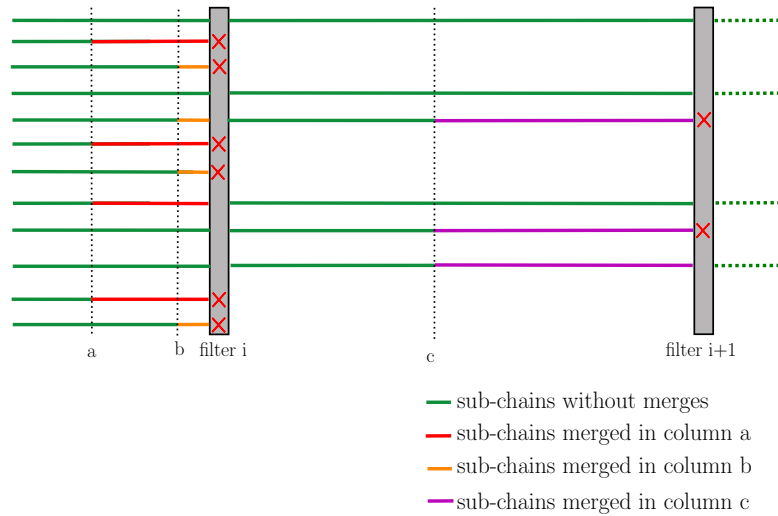 a
b
filter i
c
filter i+1
sub-chains without merges
sub-chains merged in column a
sub-chains merged in column b
sub-chains merged in column c